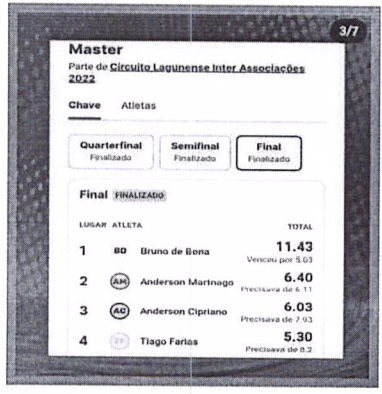 3/7
Master
Parte de Circuito Lagunense Inter Associações
2022
Chave Atletas
Quarterfinal Semifinal Final
Finalizado Finalizado Finalizado
Final FINALIZADO
LUGAR ATLETA TOTAL
1 BD Bruno de Bona 11.43
Venceu por 5.03
2 AM Anderson Martnago 6.40
Precisava de 6.11
3 AC Anderson Cipriano 6.03
Precisava de 7.93
4 TF Tiago Farias 5.30
Precisava de 8.2